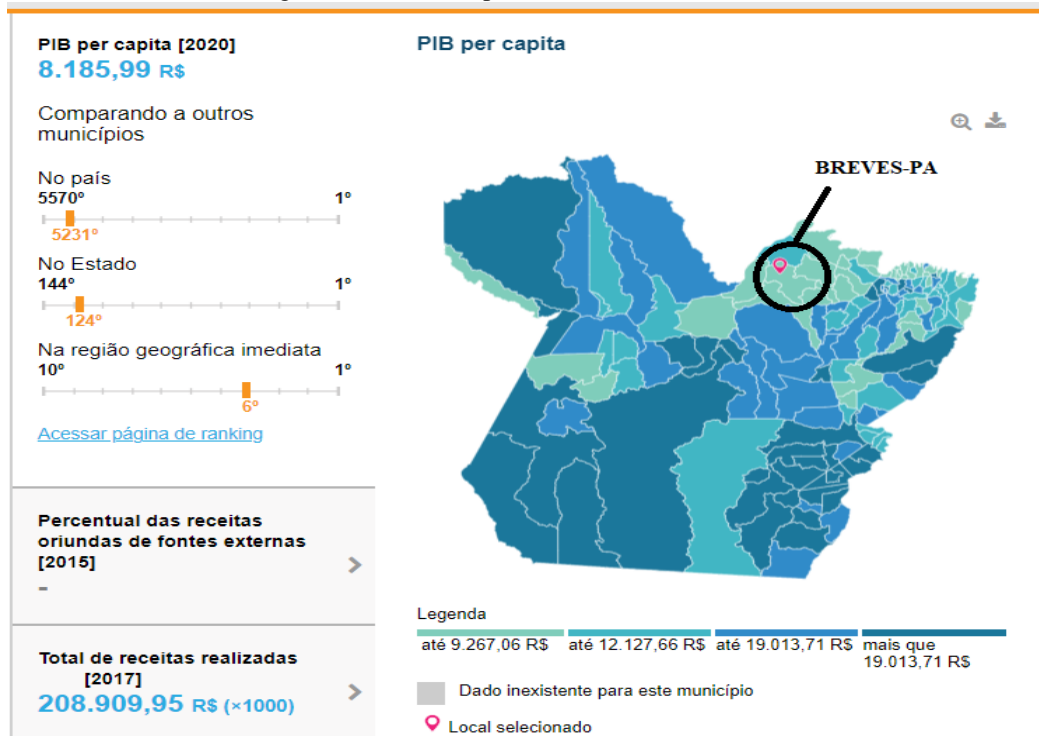 PIB per capita [2020]
8.185,99 R$
Comparando a outros
municípios
No país
5570º 1º
5231º
No Estado
144º 1º
124º
Na região geográfica imediata
10º 1º
6º
Acessar página de ranking
Percentual das receitas
oriundas de fontes externas
[2015]
-
Total de receitas realizadas
[2017]
208.909,95 R$ (×1000)
PIB per capita
BREVES-PA
Legenda
até 9.267,06 R$ até 12.127,66 R$ até 19.013,71 R$ mais que
19.013,71 R$
Dado inexistente para este município
Local selecionado